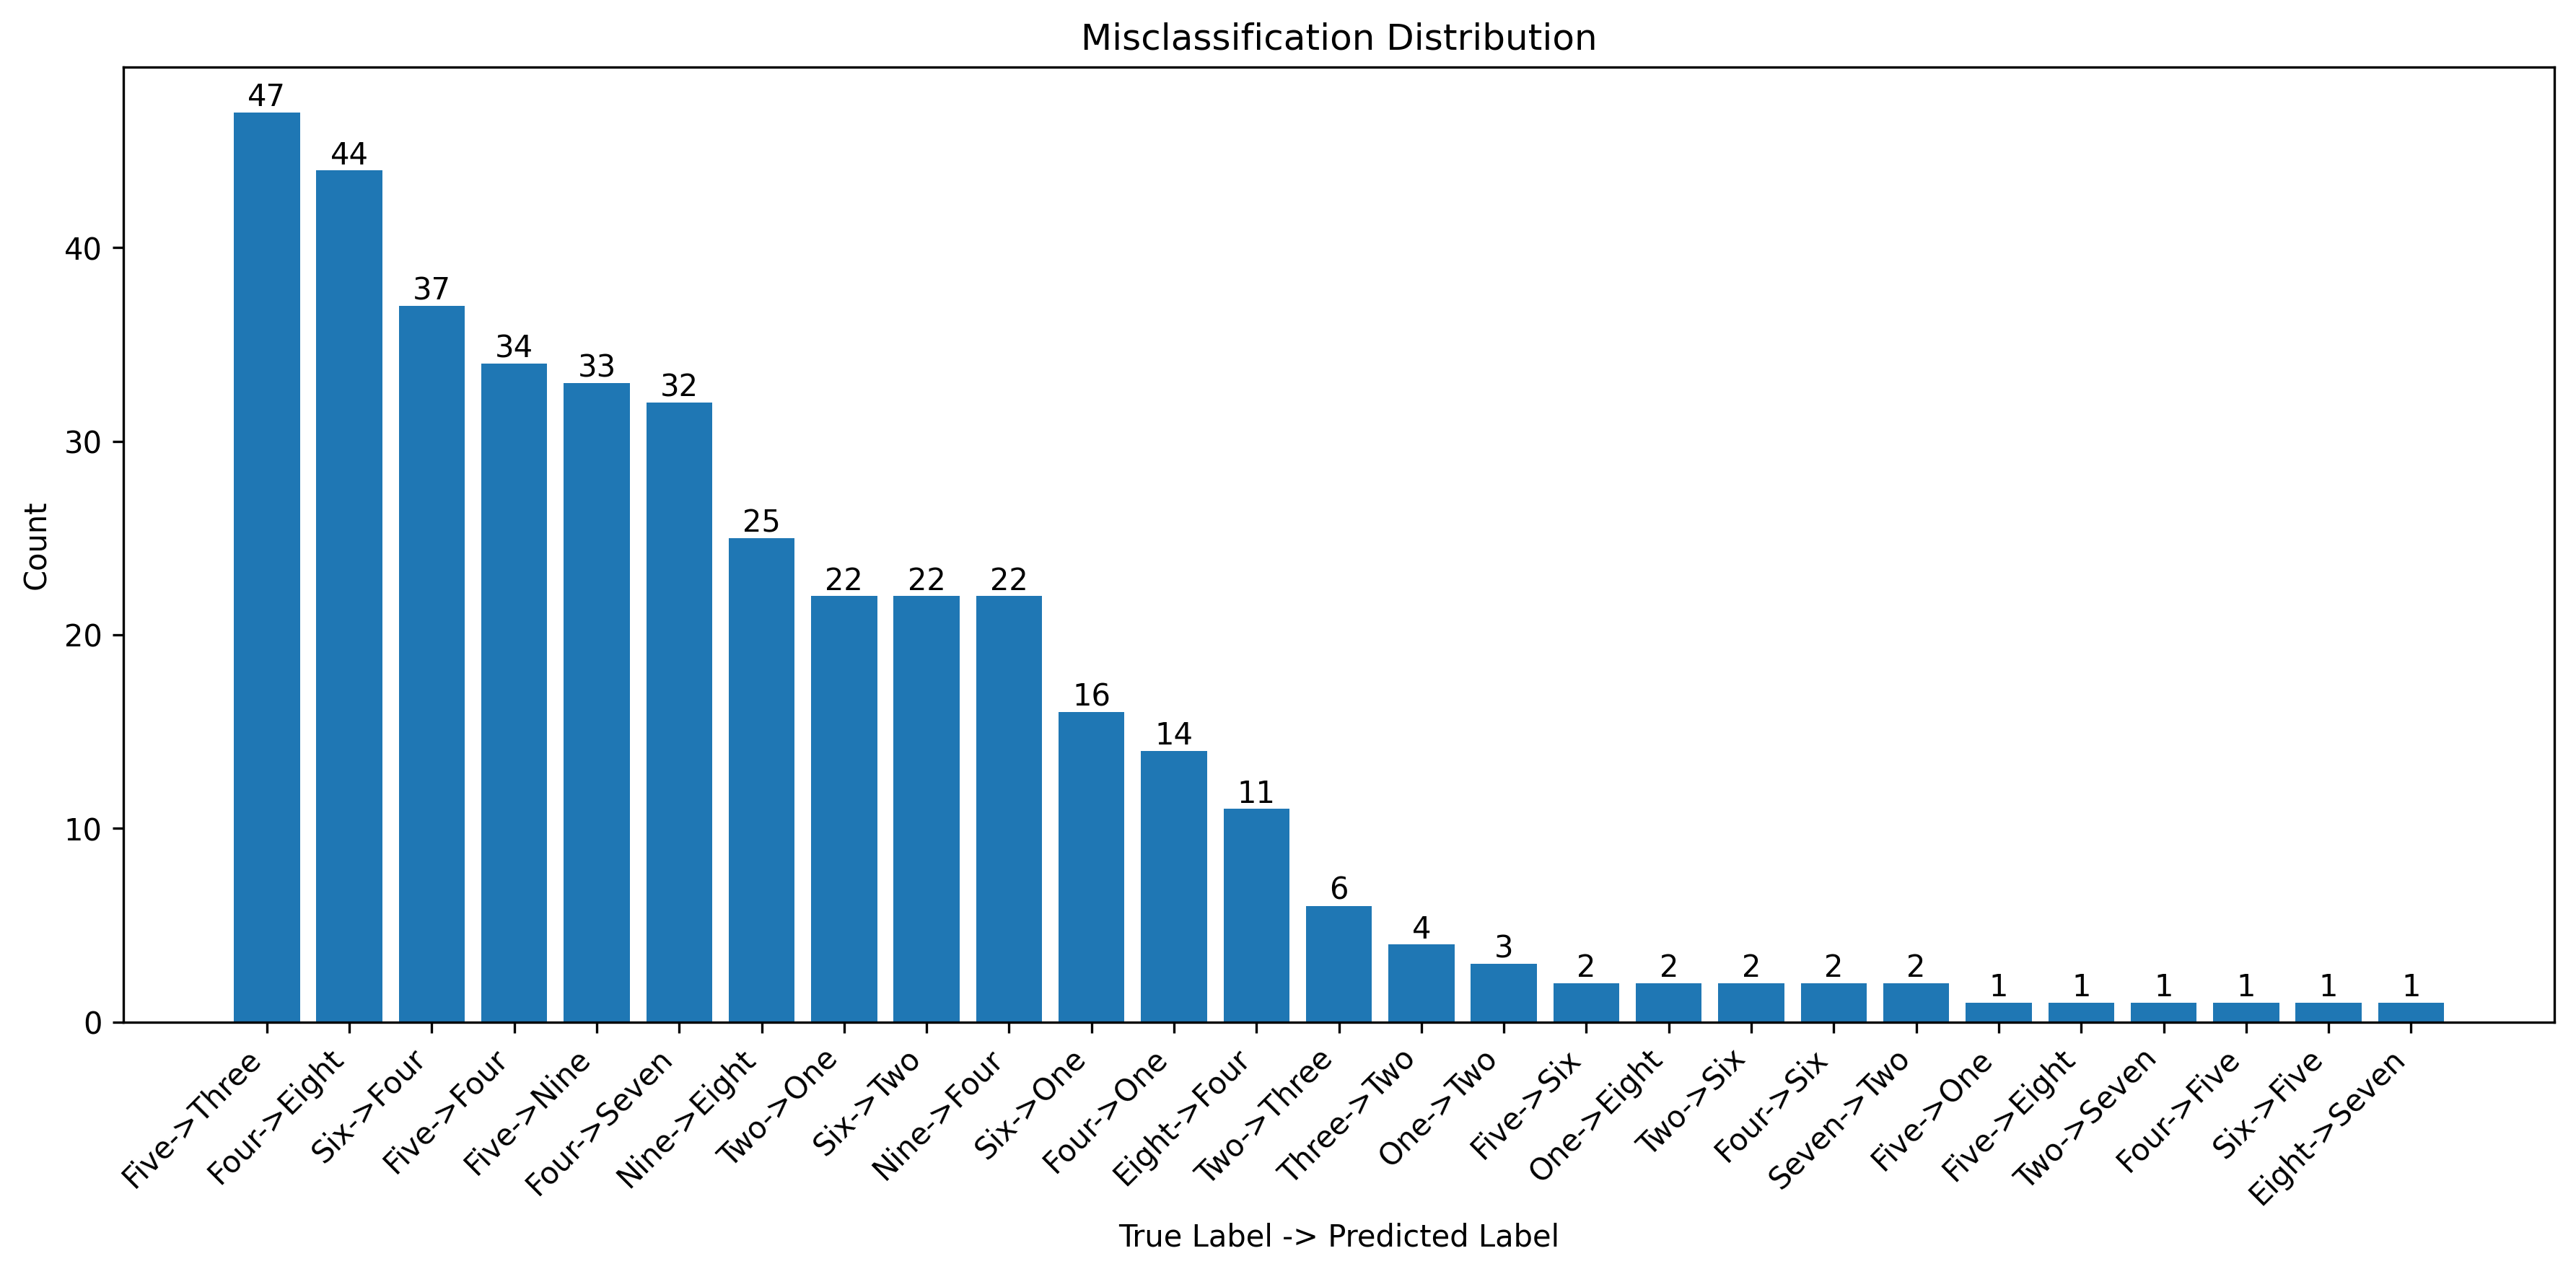 Misclassification Distribution
47
44
37
34
33
32
25
22
22
22
16
14
11
6
4
3
2
2
2
2
2
1
1
1
1
1
1
40
30
20
10
0
Count
Five->Three
Four->Eight
Six->Four
Five->Four
Five->Nine
Four->Seven
Nine->Eight
Two->One
Six->Two
Nine->Four
Six->One
Four->One
Eight->Four
Two->Three
Three->Two
One->Two
Five->Six
One->Eight
Two->Six
Four->Six
Seven->Two
Five->One
Five->Eight
Two->Seven
Four->Five
Six->Five
Eight->Seven
True Label -> Predicted Label